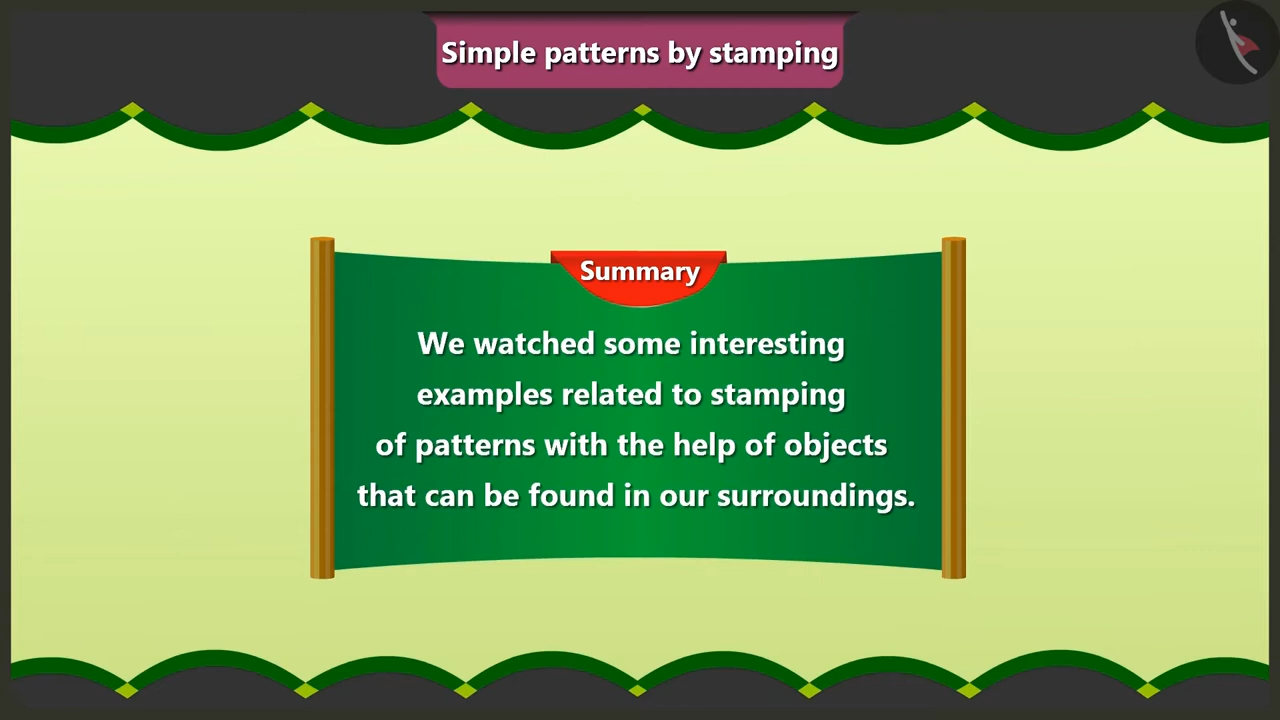 Simple patterns by stamping
Summary
We watched some interesting
examples related to stamping
of patterns with the help of objects
that can be found in our surroundings.